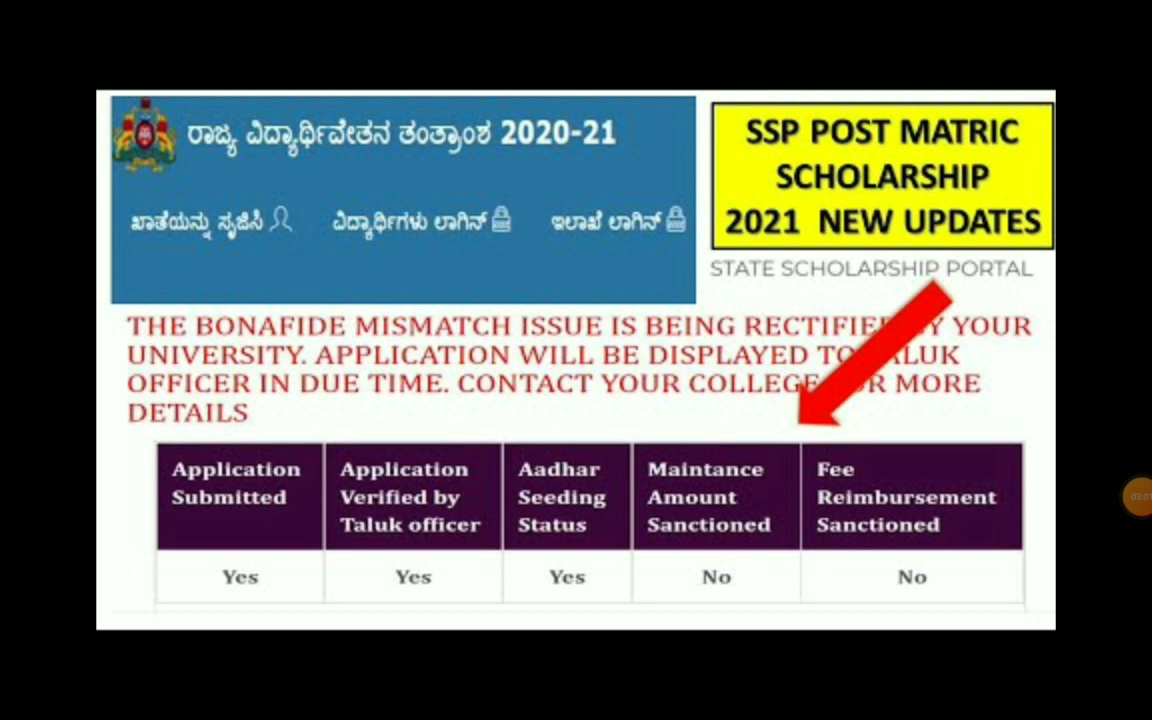 ರಾಜ್ಯ ವಿದ್ಯಾರ್ಥಿವೇತನ ತಂತ್ರಾಂಶ 2020-21
ಖಾತೆಯನ್ನು ಸೃಜಿಸಿ ವಿದ್ಯಾರ್ಥಿಗಳು ಲಾಗಿನ್ ಇಲಾಖೆ ಲಾಗಿನ್
SSP POST MATRIC
SCHOLARSHIP
2021 NEW UPDATES
STATE SCHOLARSHIP PORTAL
THE BONAFIDE MISMATCH ISSUE IS BEING RECTIFIED BY YOUR
UNIVERSITY. APPLICATION WILL BE DISPLAYED TO TALUK
OFFICER IN DUE TIME. CONTACT YOUR COLLEGE FOR MORE
DETAILS
Application Submitted
Application Verified by Taluk officer
Aadhar Seeding Status
Maintance Amount Sanctioned
Fee Reimbursement Sanctioned
Yes Yes Yes No No